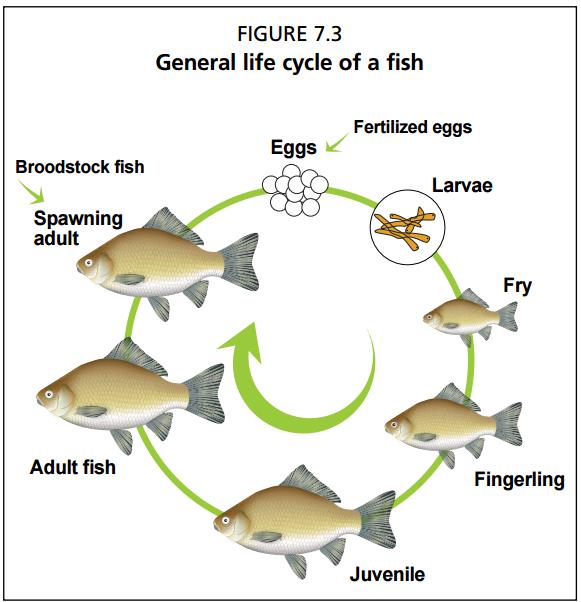 FIGURE 7.3
General life cycle of a fish
Fertilized eggs
Eggs
Broodstock fish
Larvae
Spawning
adult
Fry
Adult fish
Fingerling
Juvenile